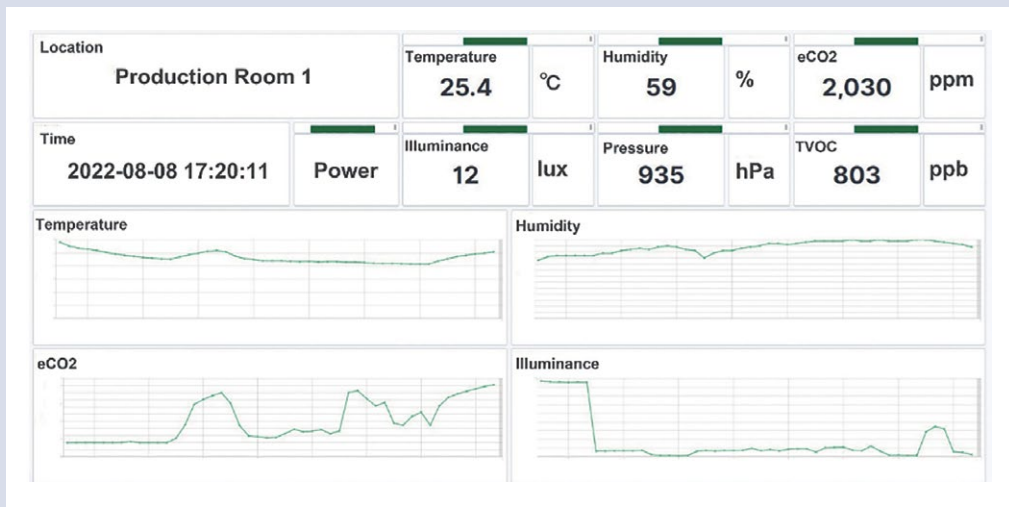 Location
Production Room 1
Temperature
25.4
℃
Humidity
59
%
eCO2
2,030
ppm
Time
2022-08-08 17:20:11
Power
Illuminance
12
lux
Pressure
935
hPa
TVOC
803
ppb
Temperature
Humidity
eCO2
Illuminance